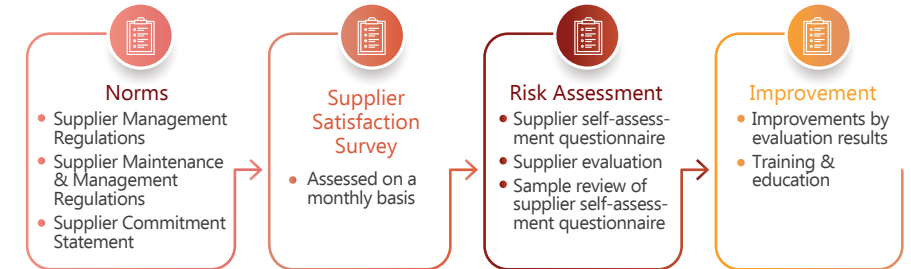 Norms
• Supplier Management
Regulations
• Supplier Maintenance
& Management
Regulations
• Supplier Commitment
Statement
Supplier
Satisfaction
Survey
• Assessed on a
monthly basis
Risk Assessment
• Supplier self-assess-
ment questionnaire
• Supplier evaluation
• Sample review of
supplier self-assess-
ment questionnaire
Improvement
• Improvements by
evaluation results
• Training &
education